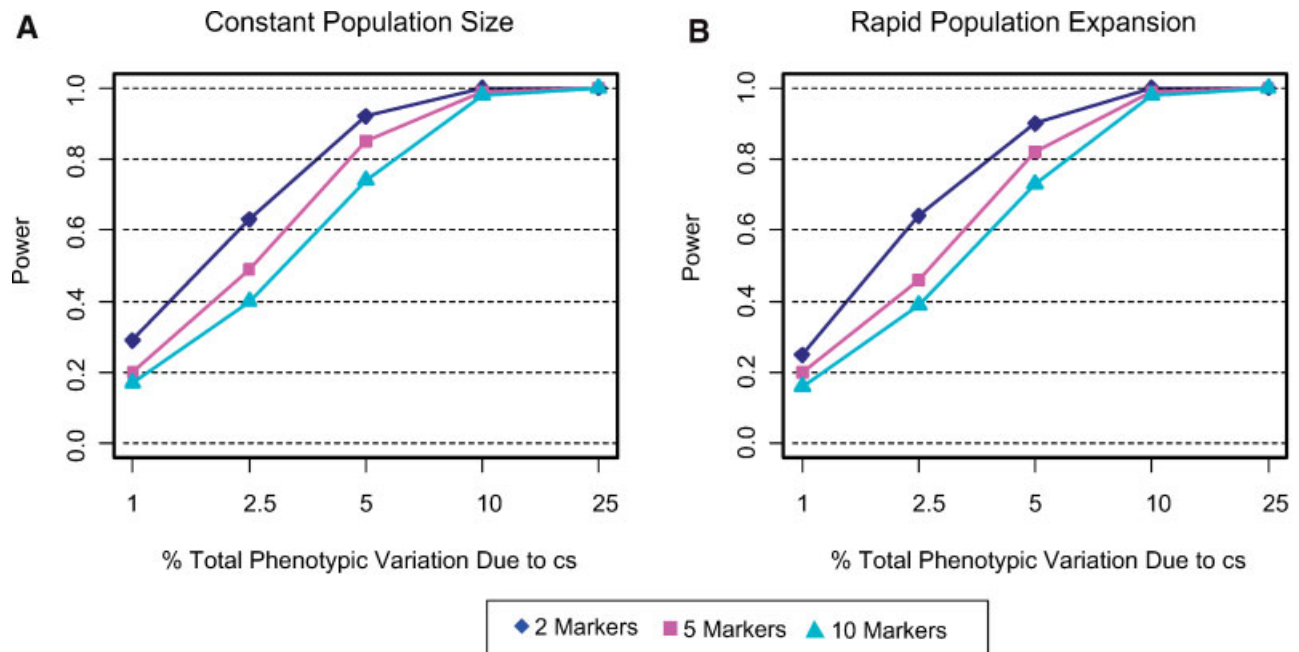 A
Constant Population Size
Power
1.0
0.8
0.6
0.4
0.2
0.0
1 2.5 5 10 25
% Total Phenotypic Variation Due to cs
B
Rapid Population Expansion
Power
1.0
0.8
0.6
0.4
0.2
0.0
1 2.5 5 10 25
% Total Phenotypic Variation Due to cs
2 Markers 5 Markers 10 Markers